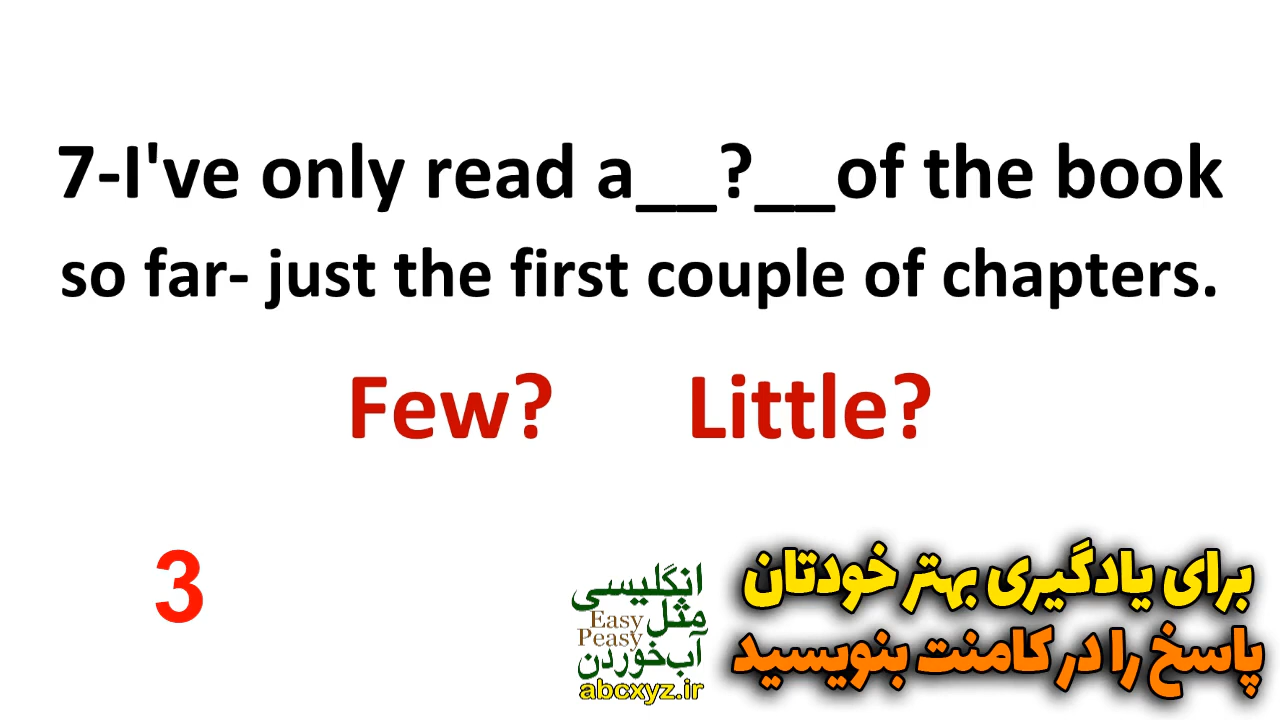 7-I've only read a__?__of the book
so far- just the first couple of chapters.
Few? Little?
3
انگلیسی
مثل
Easy
Peasy
آب خوردن
abcxyz.ir
برای یادگیری بهتر خودتان
پاسخ را در کامنت بنویسید